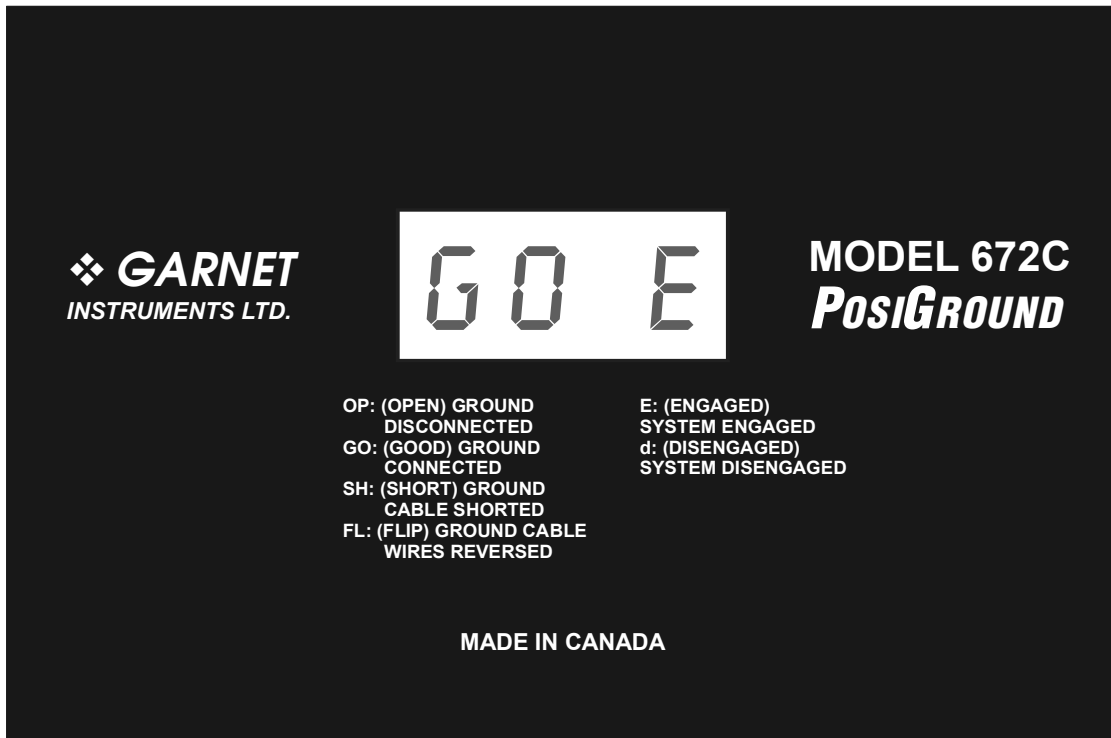 GARNET
INSTRUMENTS LTD.
GO E
MODEL 672C
POSIGROUND
OP: (OPEN) GROUND
DISCONNECTED
GO: (GOOD) GROUND
CONNECTED
SH: (SHORT) GROUND
CABLE SHORTED
FL: (FLIP) GROUND CABLE
WIRES REVERSED
E: (ENGAGED)
SYSTEM ENGAGED
d: (DISENGAGED)
SYSTEM DISENGAGED
MADE IN CANADA